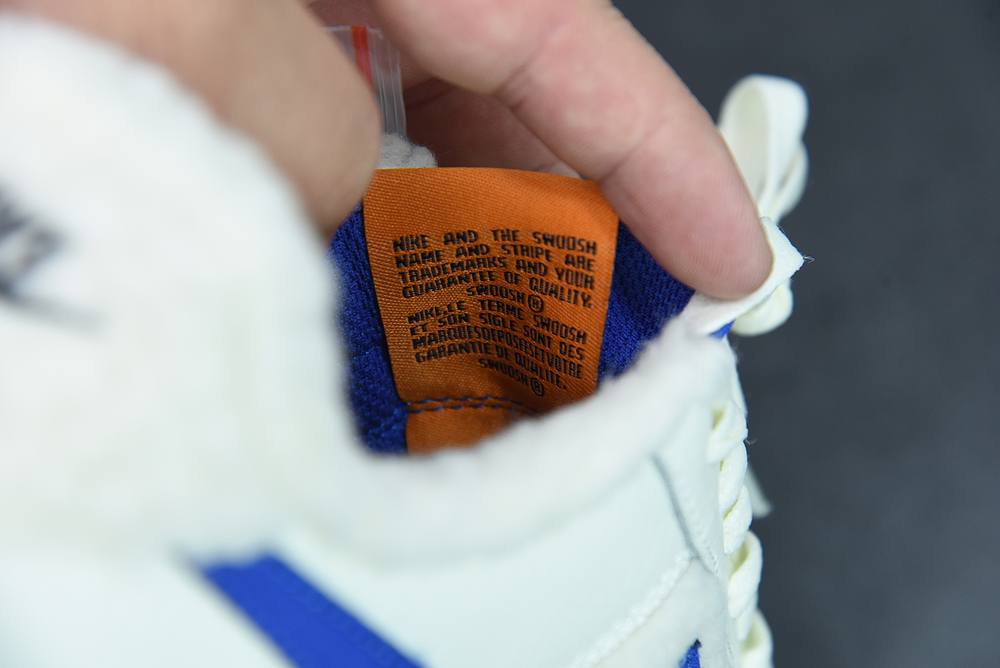 NIKE AND THE SWOOSH
NAME AND STRIPE ARE
TRADEMARKS AND YOUR
GUARANTEE OF QUALITY.
SWOOSH®
NIKE.LE TERME SWOOSH
ET SON SIGLE SONT DES
MARQUESDEPOSEESETVOTRE
GARANTIE DE QUALITE.
SWOOSH®